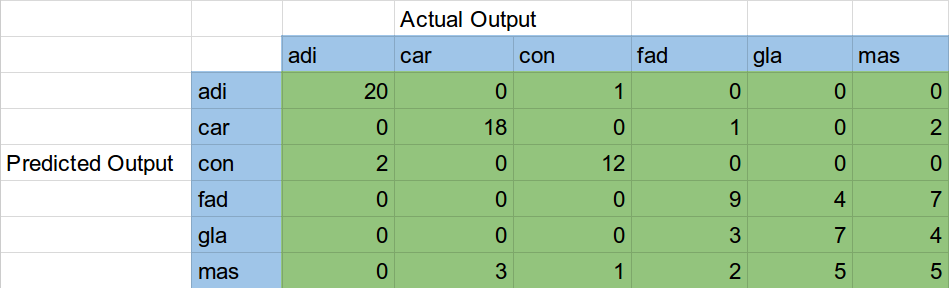 Actual Output
adi car con fad gla mas
adi 20 0 1 0 0 0
car 0 18 0 1 0 2
Predicted Output con 2 0 12 0 0 0
fad 0 0 0 9 4 7
gla 0 0 0 3 7 4
mas 0 3 1 2 5 5